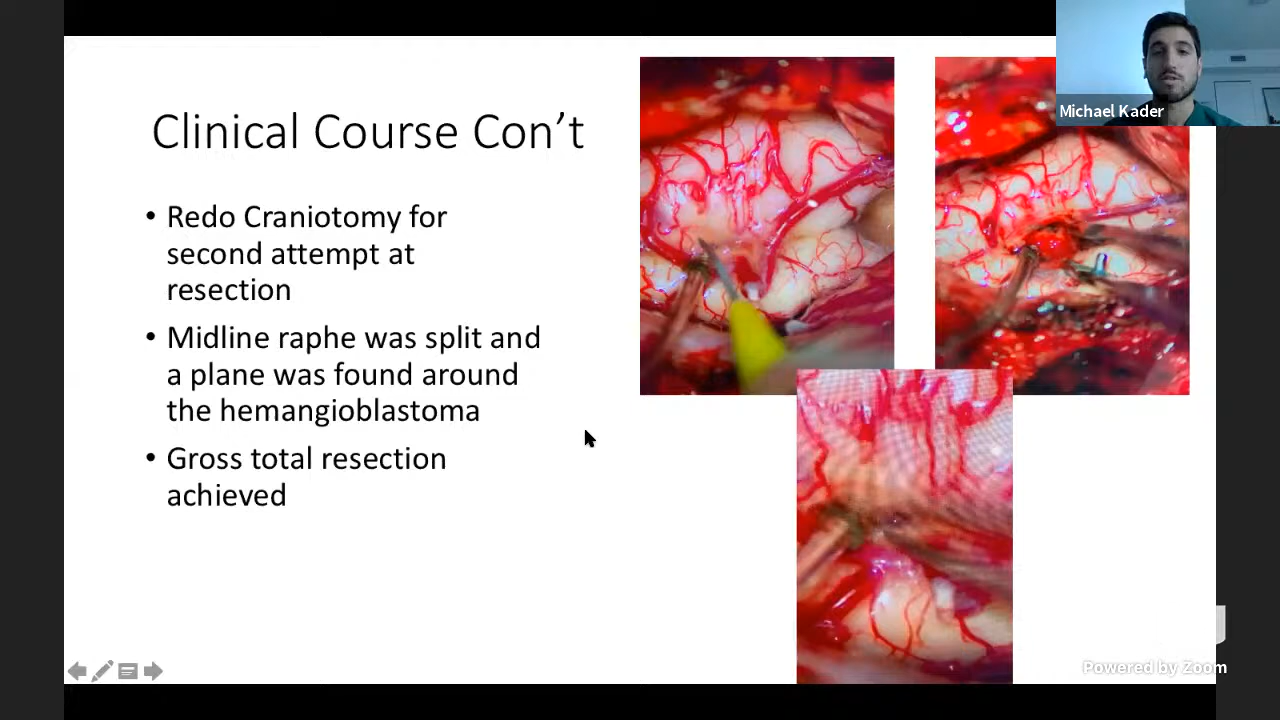 Clinical Course Con’t
• Redo Craniotomy for
second attempt at
resection
• Midline raphe was split and
a plane was found around
the hemangioblastoma
• Gross total resection
achieved
Michael Kader
Powered by Zoom